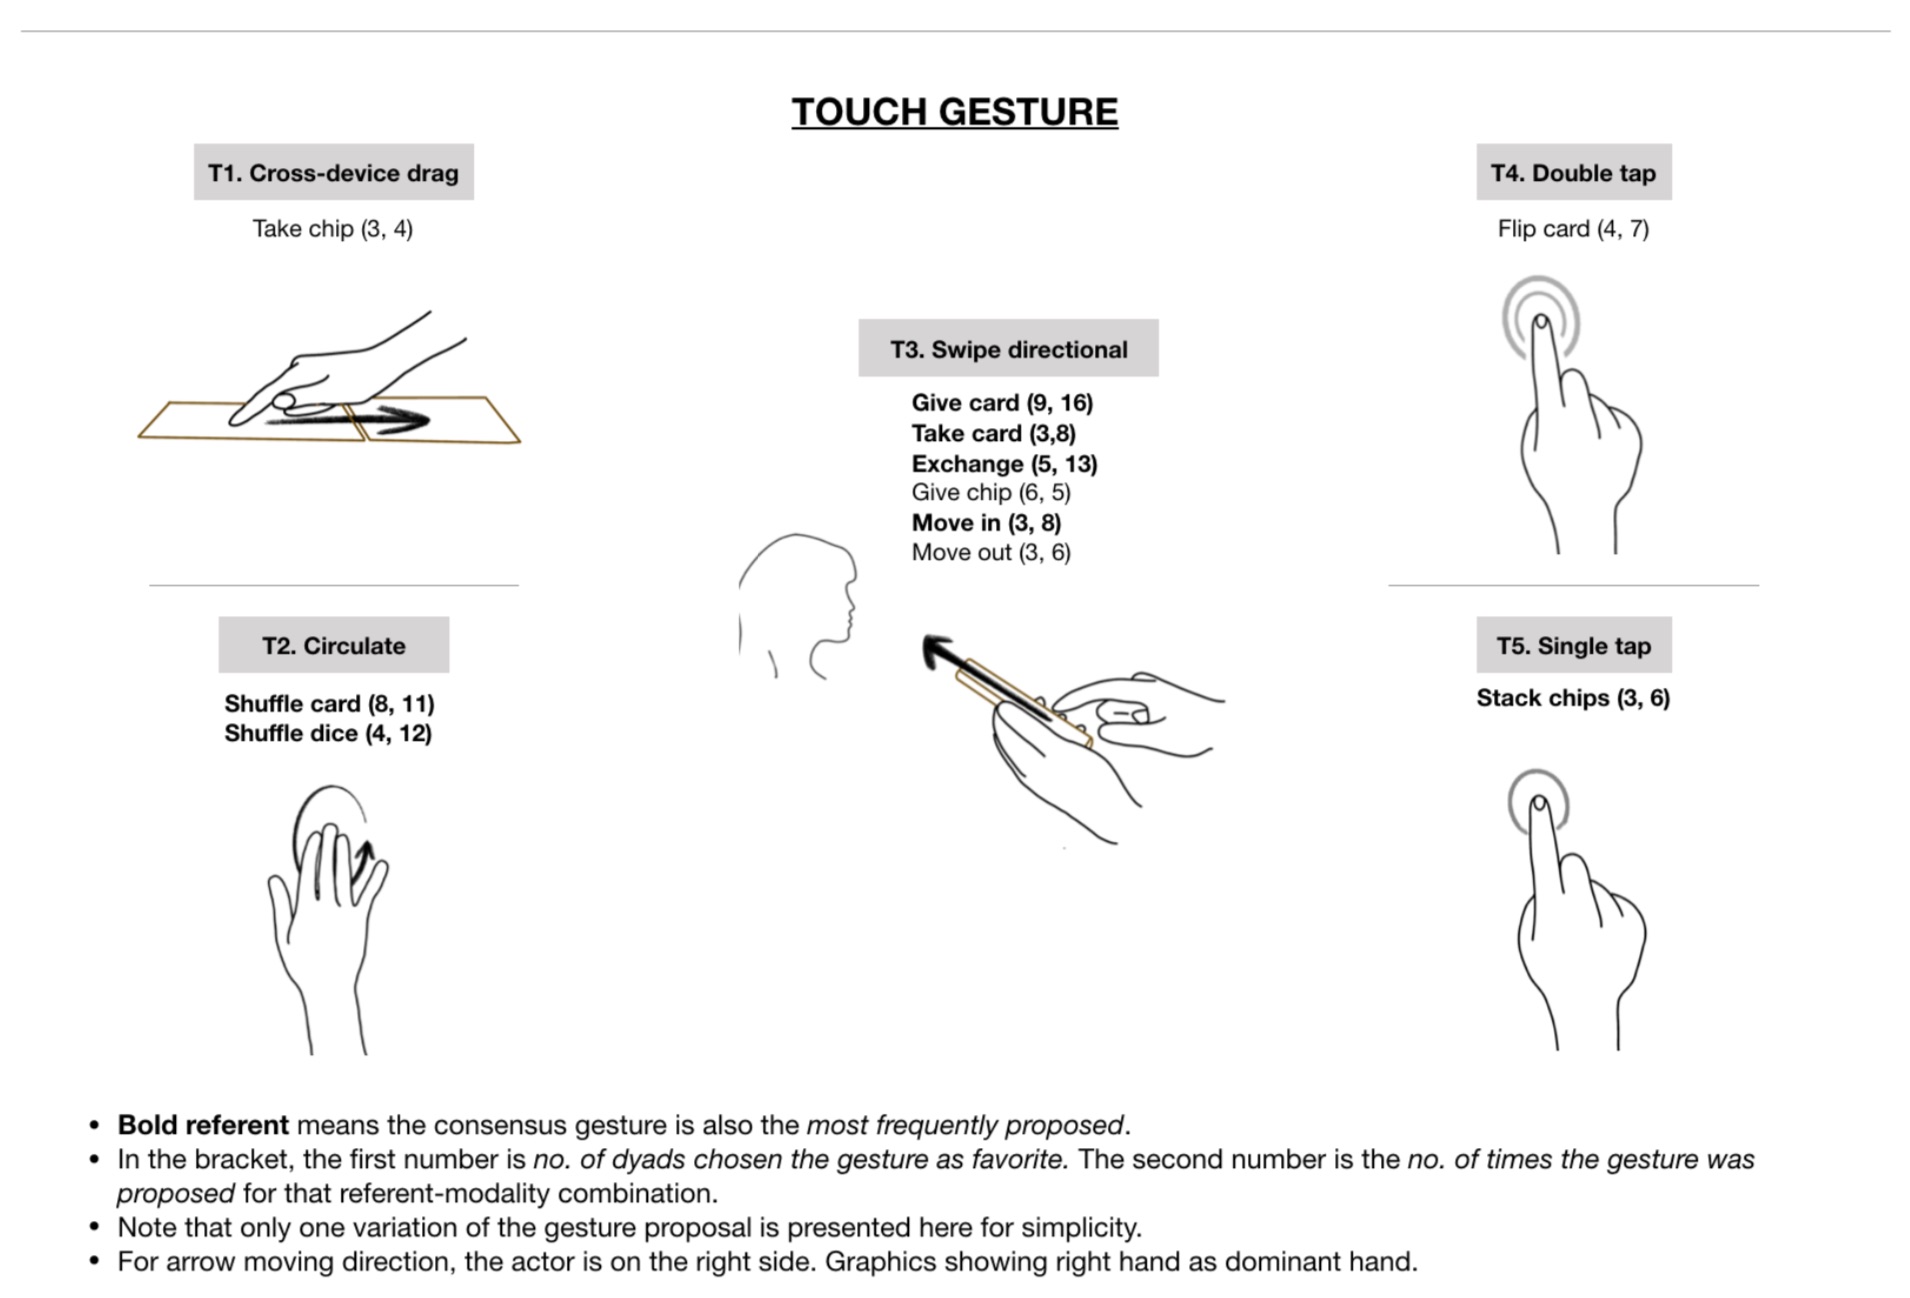 TOUCH GESTURE
T1. Cross-device drag
Take chip (3, 4)
T2. Circulate
Shuffle card (8, 11)
Shuffle dice (4, 12)
T3. Swipe directional
Give card (9, 16)
Take card (3,8)
Exchange (5, 13)
Give chip (6, 5)
Move in (3, 8)
Move out (3, 6)
T4. Double tap
Flip card (4, 7)
T5. Single tap
Stack chips (3, 6)
• Bold referent means the consensus gesture is also the most frequently proposed.
• In the bracket, the first number is no. of dyads chosen the gesture as favorite. The second number is the no. of times the gesture was
proposed for that referent-modality combination.
• Note that only one variation of the gesture proposal is presented here for simplicity.
• For arrow moving direction, the actor is on the right side. Graphics showing right hand as dominant hand.